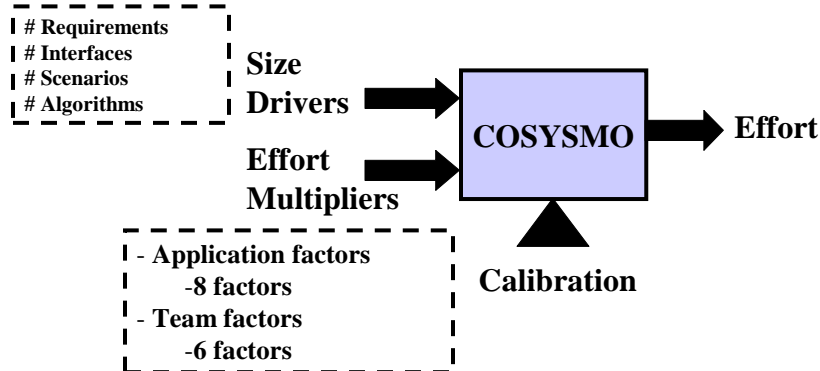 # Requirements
# Interfaces
# Scenarios
# Algorithms
Size
Drivers
Effort
Multipliers
COSYSMO
Effort
- Application factors
-8 factors
- Team factors
-6 factors
Calibration